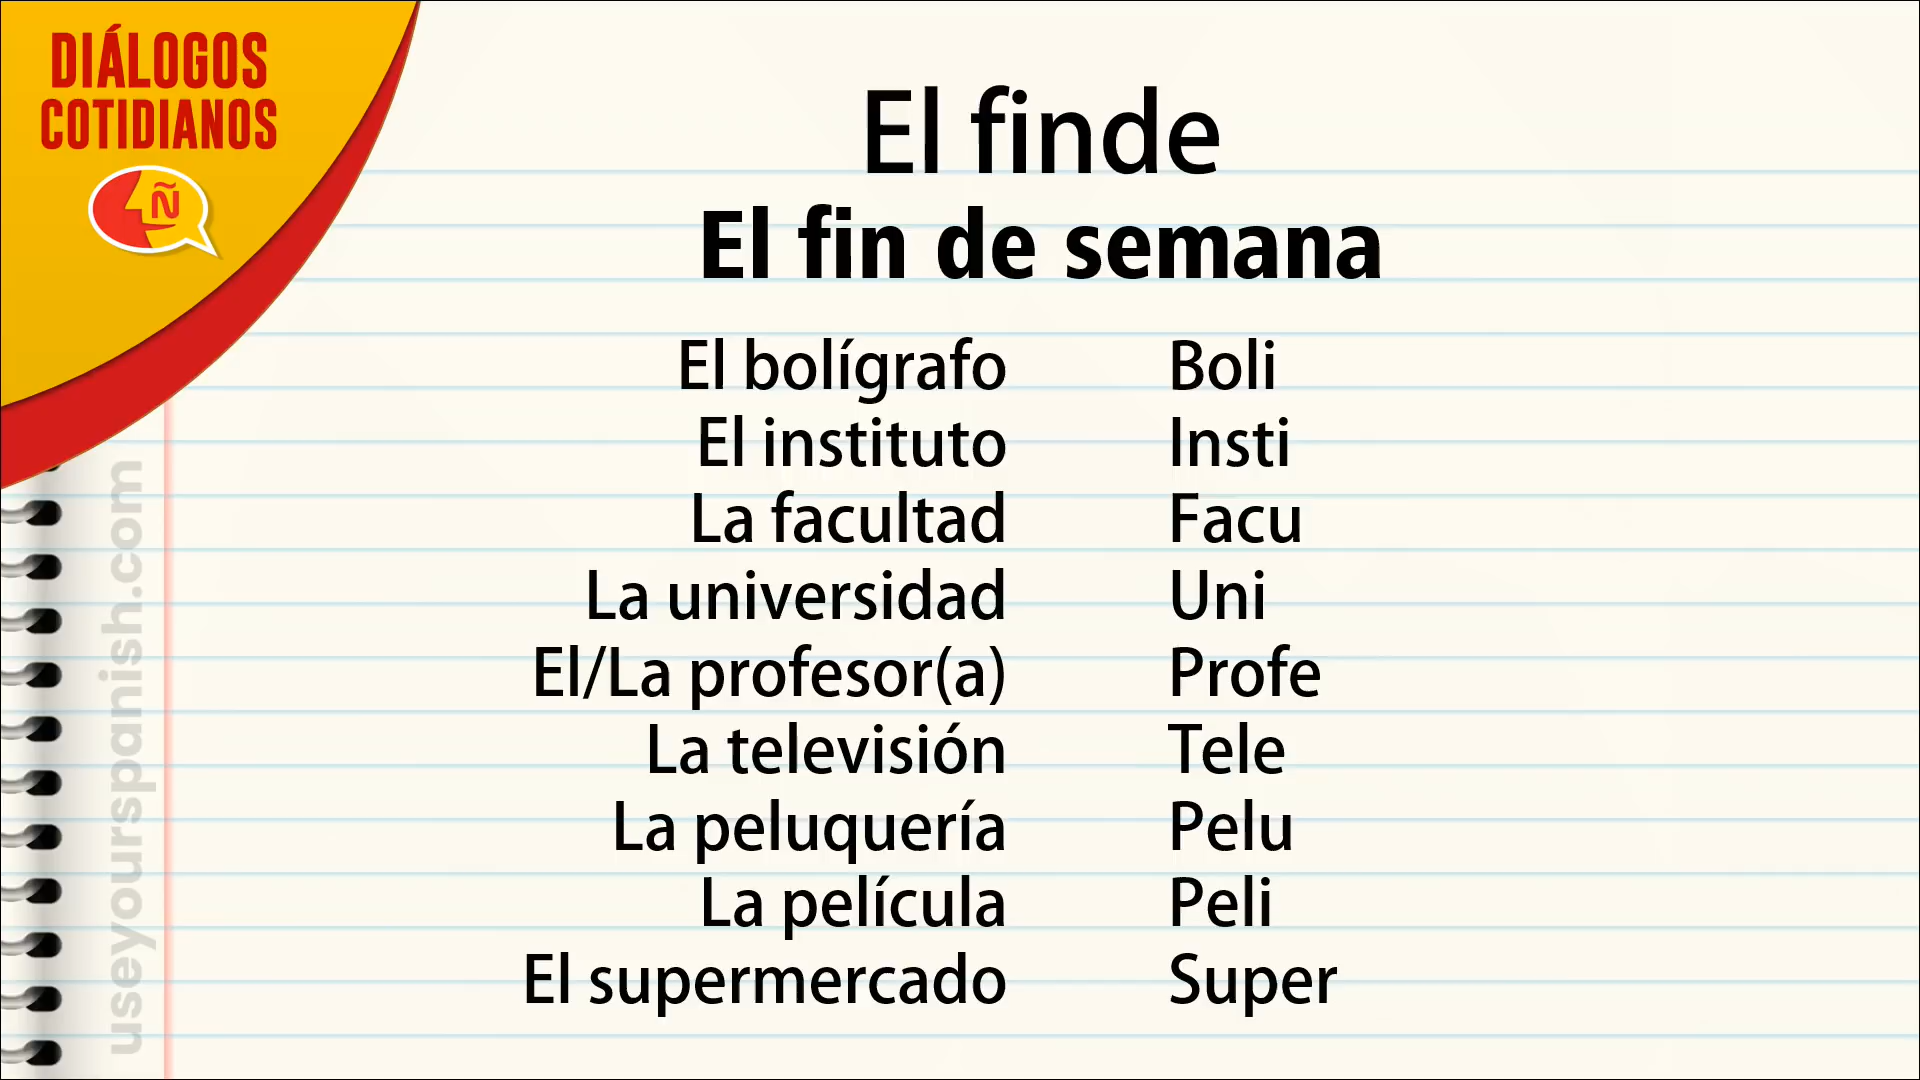 DIÁLOGOS
COTIDIANOS
Ñ
El finde
El fin de semana
El bolígrafo Boli
El instituto Insti
La facultad Facu
La universidad Uni
El/La profesor(a) Profe
La televisión Tele
La peluquería Pelu
La película Peli
El supermercado Super
useyourspanish.com